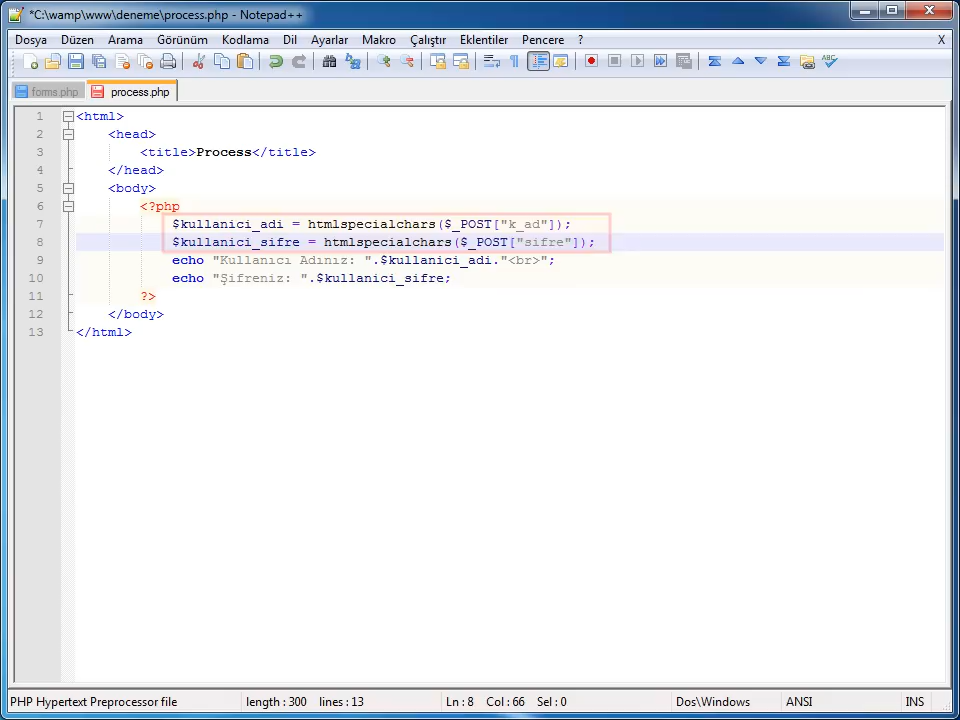 *C:\wamp\www\deneme\process.php - Notepad++
Dosya Düzen Arama Görünüm Kodlama Dil Ayarlar Makro Çalıştır Eklentiler Pencere ? X
forms.php process.php
1 <html>
2 <head>
3 <title>Process</title>
4 </head>
5 <body>
6 <?php
7 $kullanici_adi = htmlspecialchars($_POST["k_ad"]);
8 $kullanici_sifre = htmlspecialchars($_POST["sifre"]);
9 echo "Kullanıcı Adınız: ".$kullanici_adi."<br>";
10 echo "Şifreniz: ".$kullanici_sifre;
11 ?>
12 </body>
13 </html>
PHP Hypertext Preprocessor file length : 300 lines : 13 Ln : 8 Col : 66 Sel : 0 Dos\Windows ANSI INS